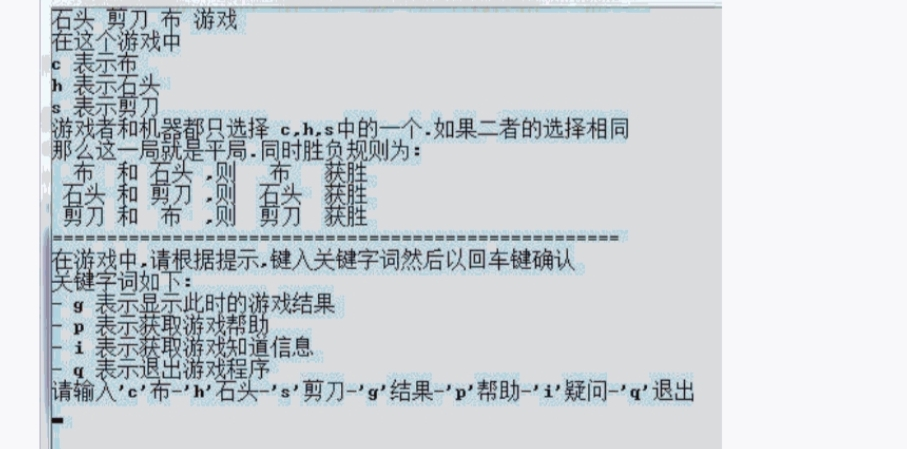 石头 剪刀 布 游戏
在这个游戏中
c 表示布
h 表示石头
s 表示剪刀
游戏者和机器都只选择 c,h,s中的一个.如果二者的选择相同
那么这一局就是平局.同时胜负规则为:
布 和 石头 ,则 布 获胜
石头 和 剪刀 ,则 石头 获胜
剪刀 和 布 ,则 剪刀 获胜
====================================================
在游戏中,请根据提示,键入关键字词然后以回车键确认
关键字词如下:
- g 表示显示此时的游戏结果
- p 表示获取游戏帮助
- i 表示获取游戏知道信息
- q 表示退出游戏程序
请输入'c'布-'h'石头-'s'剪刀-'g'结果-'p'帮助-'i'疑问-'q'退出